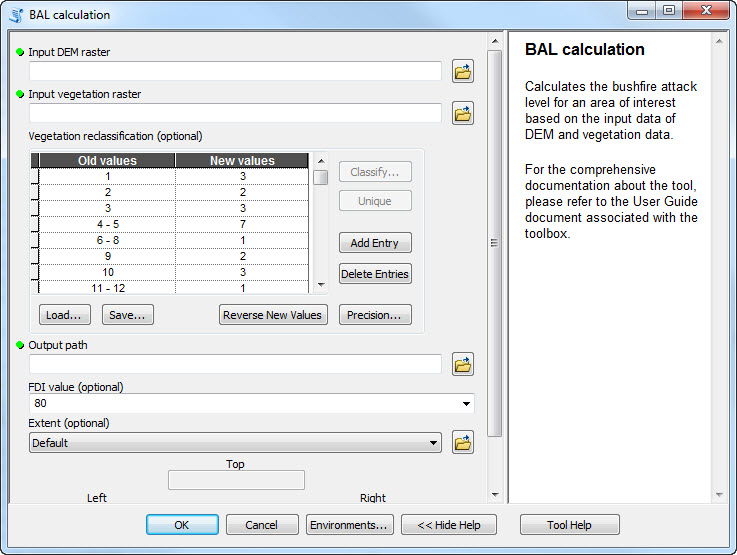 BAL calculation
Input DEM raster
Input vegetation raster
Vegetation reclassification (optional)
Old values New values
1 3
2 2
3 3
4 - 5 7
6 - 8 1
9 2
10 3
11 - 12 1
Classify...
Unique
Add Entry
Delete Entries
Load... Save... Reverse New Values Precision...
Output path
FDI value (optional)
80
Extent (optional)
Default
Top
Left Right
OK Cancel Environments... << Hide Help Tool Help
BAL calculation
Calculates the bushfire attack
level for an area of interest
based on the input data of
DEM and vegetation data.
For the comprehensive
documentation about the tool,
please refer to the User Guide
document associated with the
toolbox.